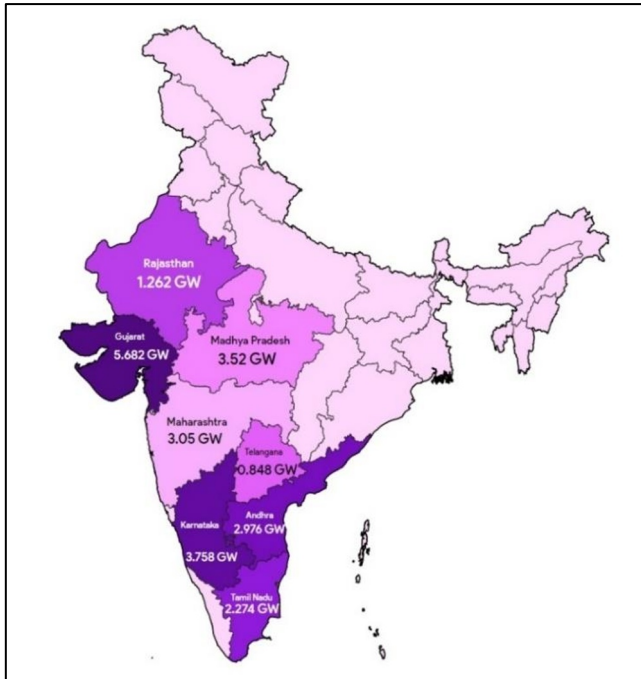 Rajasthan
1.262 GW
Gujarat
5.682 GW
Madhya Pradesh
3.52 GW
Maharashtra
3.05 GW
Telangana
0.848 GW
Karnataka
3.758 GW
Andhra
2.976 GW
Tamil Nadu
2.274 GW